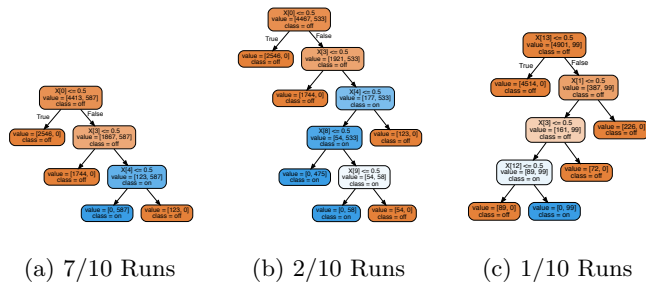 X[0] <= 0.5
value = [4413, 587]
class = off
True
False
value = [2546, 0]
class = off
X[3] <= 0.5
value = [1867, 587]
class = off
value = [1744, 0]
class = off
X[4] <= 0.5
value = [123, 587]
class = on
value = [0, 587]
class = on
value = [123, 0]
class = off
(a) 7/10 Runs
X[0] <= 0.5
value = [4467, 533]
class = off
True
False
value = [2546, 0]
class = off
X[3] <= 0.5
value = [1921, 533]
class = off
value = [1744, 0]
class = off
X[4] <= 0.5
value = [177, 533]
class = on
X[8] <= 0.5
value = [54, 533]
class = on
value = [123, 0]
class = off
value = [0, 475]
class = on
X[9] <= 0.5
value = [54, 58]
class = on
value = [0, 58]
class = on
value = [54, 0]
class = off
(b) 2/10 Runs
X[13] <= 0.5
value = [4901, 99]
class = off
True
False
value = [4514, 0]
class = off
X[1] <= 0.5
value = [387, 99]
class = off
X[3] <= 0.5
value = [161, 99]
class = off
value = [226, 0]
class = off
X[12] <= 0.5
value = [89, 99]
class = on
value = [72, 0]
class = off
value = [89, 0]
class = off
value = [0, 99]
class = on
(c) 1/10 Runs